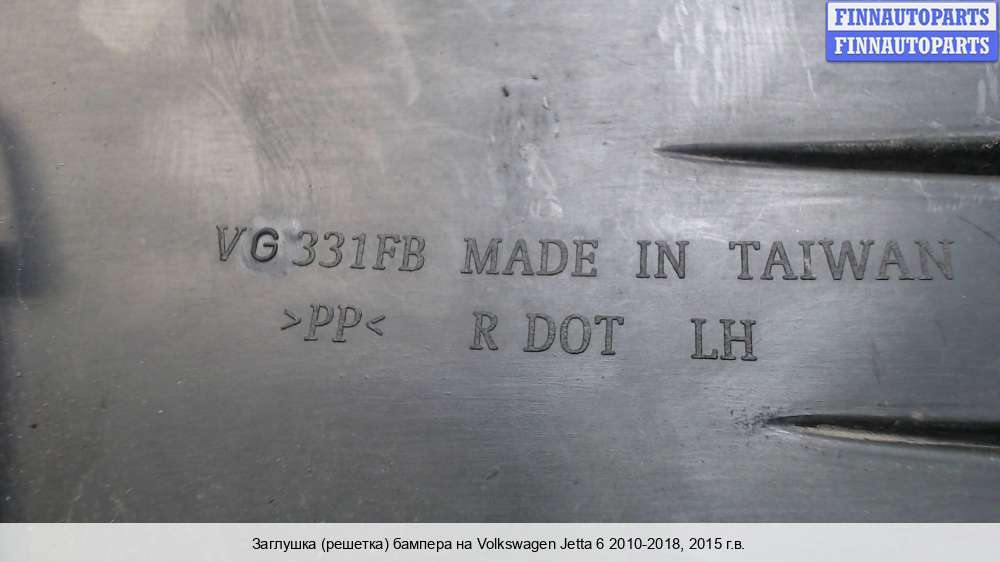 FINNAUTOPARTS
FINNAUTOPARTS
VG 331FB MADE IN TAIWAN
>PP< R DOT LH
Заглушка (решетка) бампера на Volkswagen Jetta 6 2010-2018, 2015 г.в.